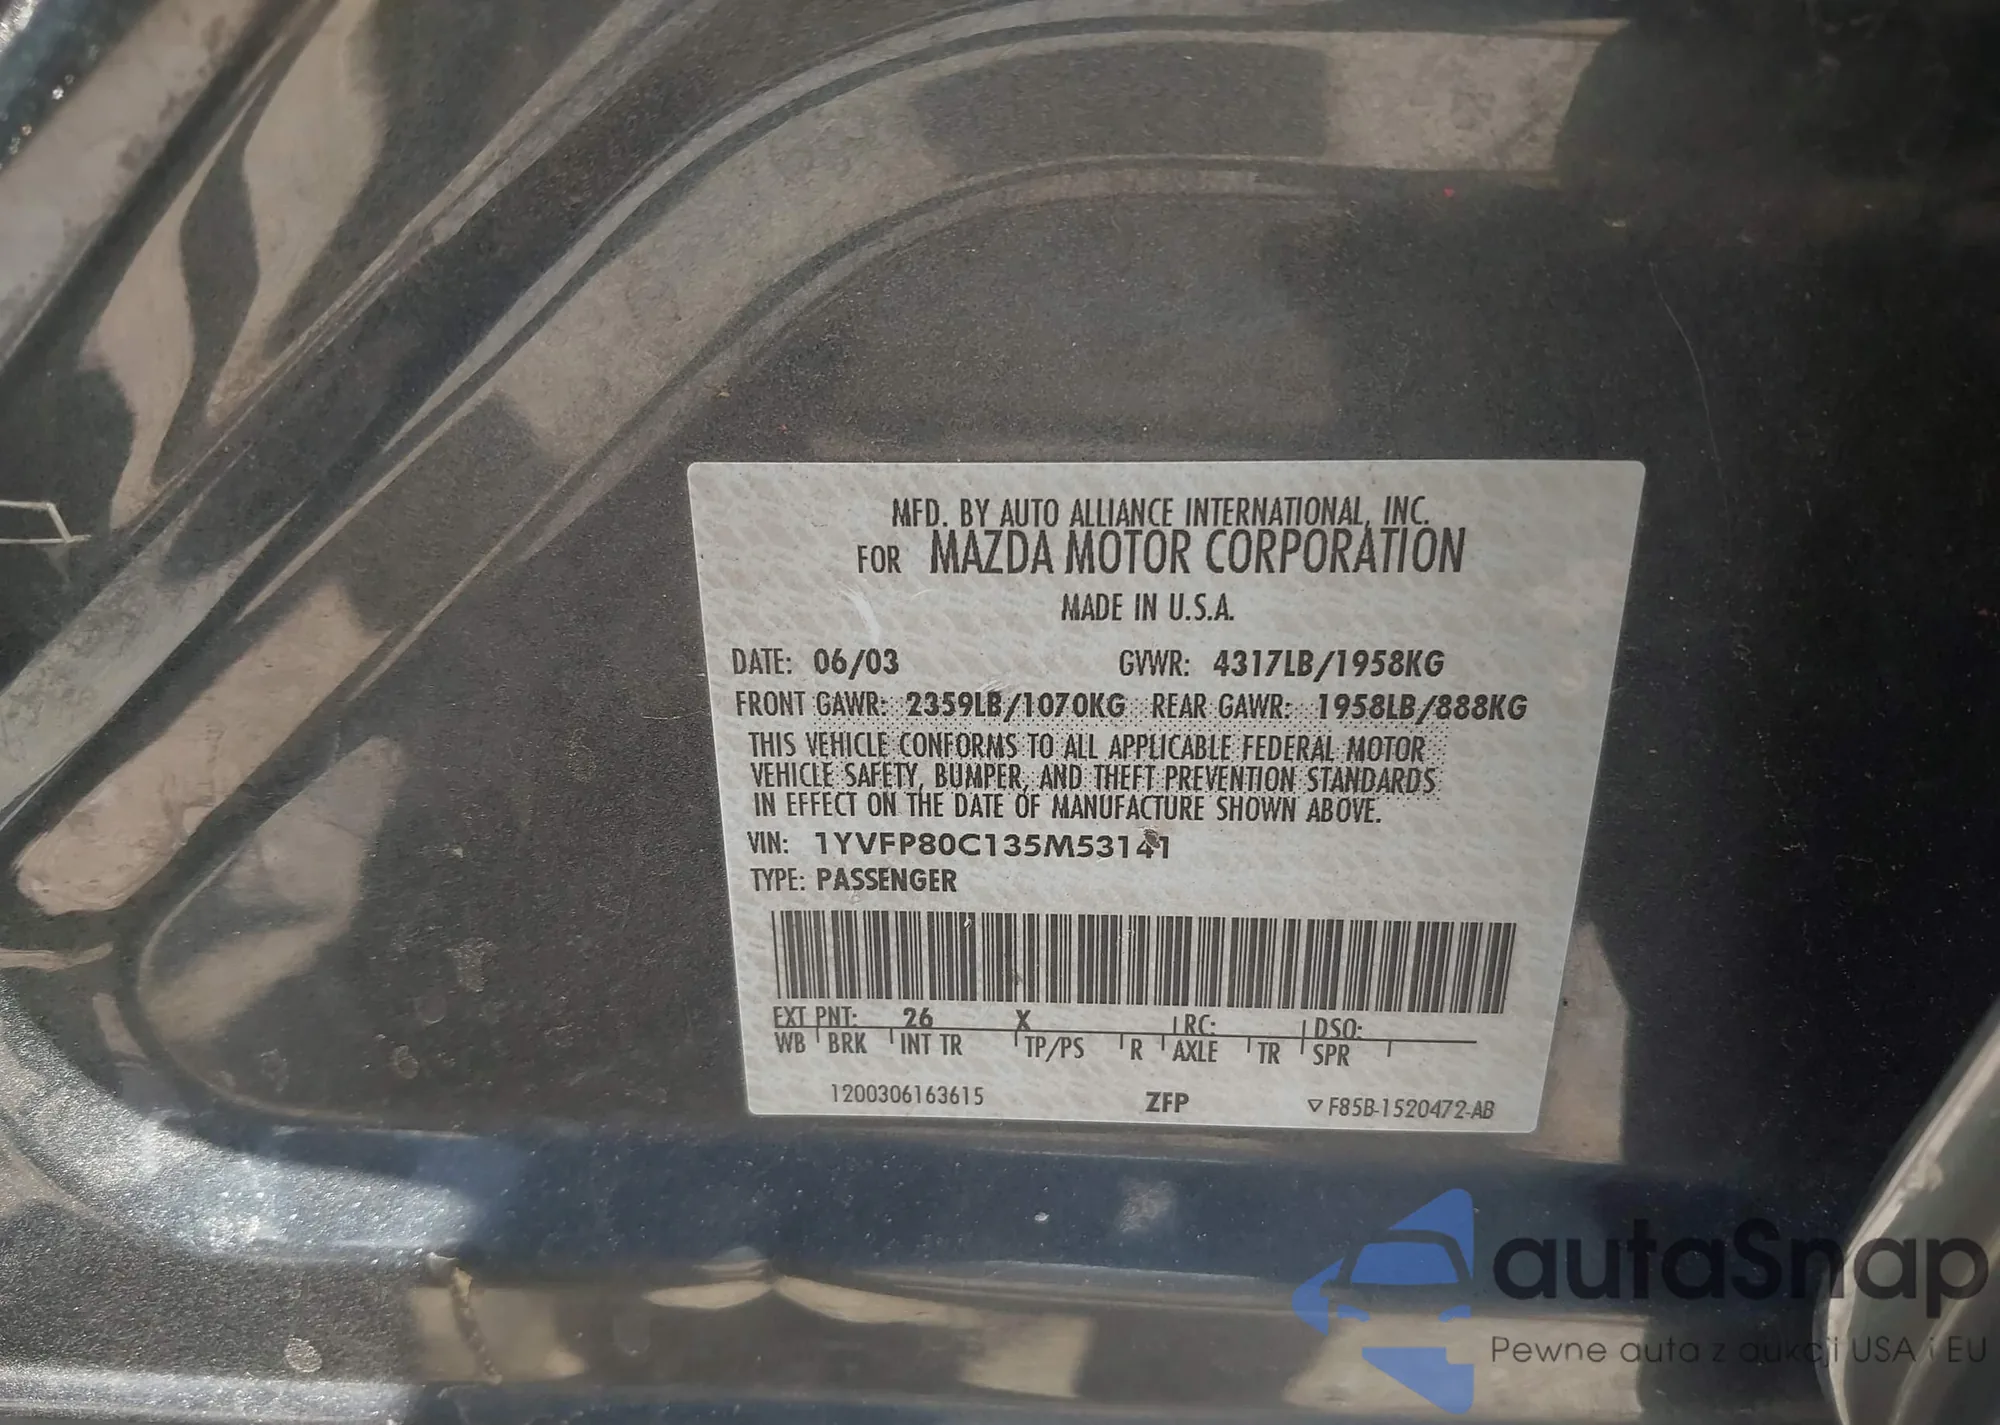 MFD. BY AUTO ALLIANCE INTERNATIONAL, INC.
FOR MAZDA MOTOR CORPORATION
MADE IN U.S.A.
DATE: 06/03 GVWR: 4317LB/1958KG
FRONT GAWR: 2359LB/1070KG REAR GAWR: 1958LB/888KG
THIS VEHICLE CONFORMS TO ALL APPLICABLE FEDERAL MOTOR
VEHICLE SAFETY, BUMPER, AND THEFT PREVENTION STANDARDS
IN EFFECT ON THE DATE OF MANUFACTURE SHOWN ABOVE.
VIN: 1YVFP80C135M53141
TYPE: PASSENGER
EXT PNT: 26 X RC: DSO:
WB BRK INT TR TP/PS R AXLE TR SPR
1200306163615 ZFP ▽ F85B-1520472-AB
autaSnap
Pewne auta z aukcji USA i EU